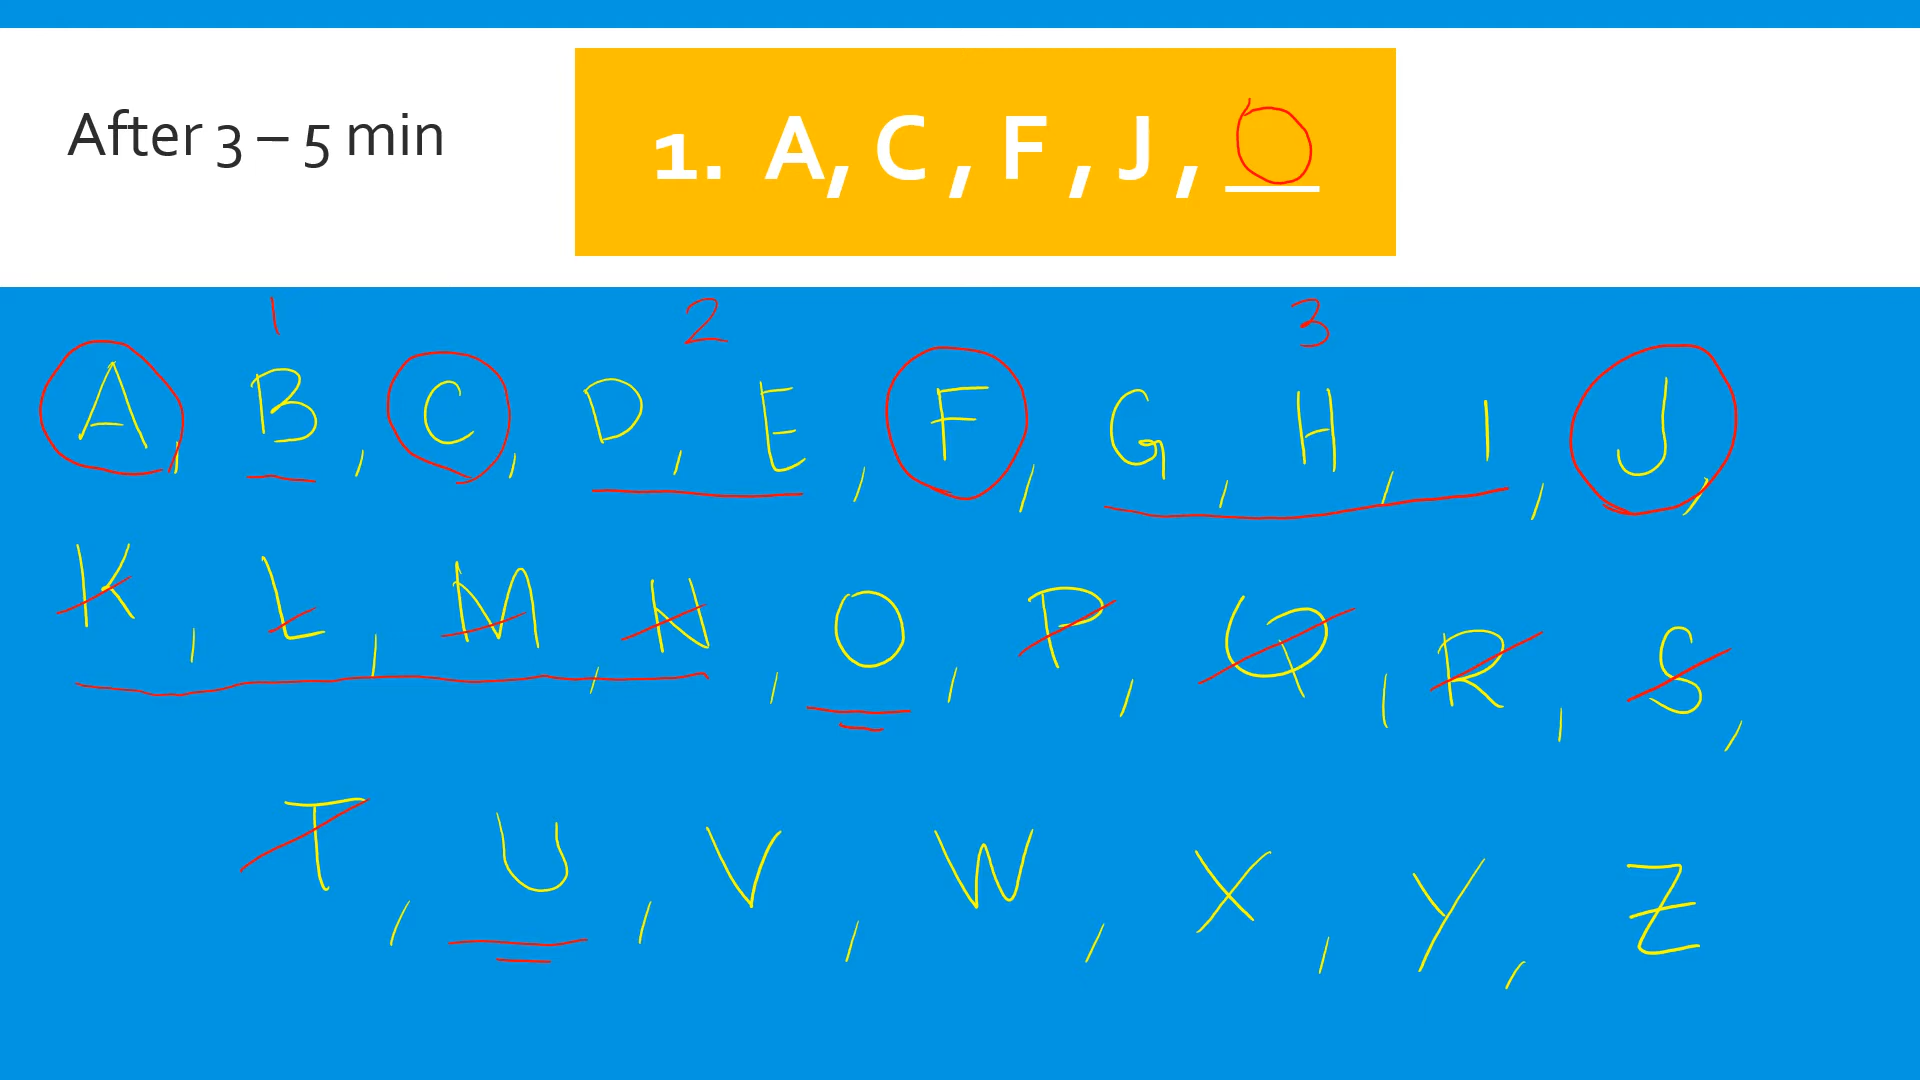 After 3 – 5 min
1. A, C , F , J , O
1 2 3
A, B, C, D, E, F, G, H, I, J,
K, L, M, N, O, P, Q, R, S,
T, U, V, W, X, Y, Z